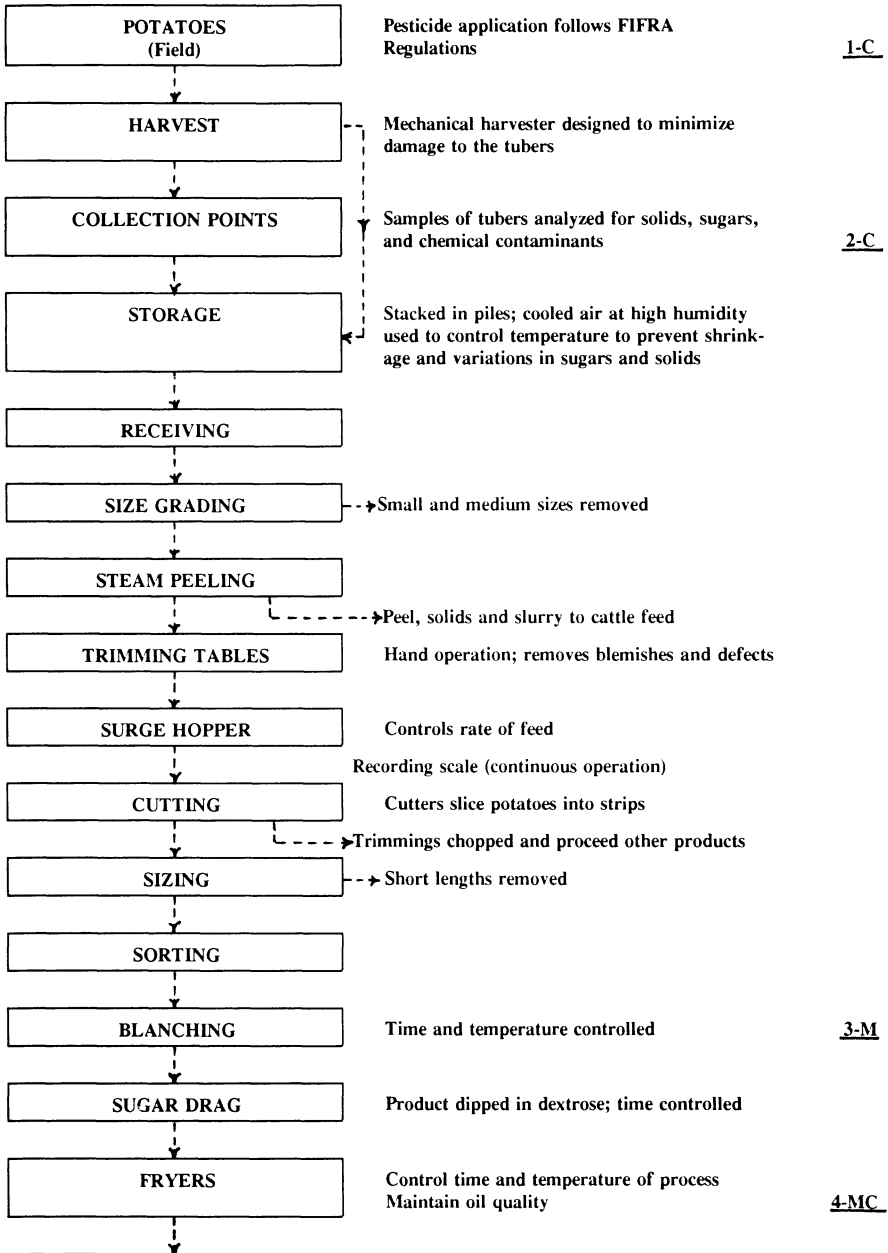 POTATOES
(Field)
Pesticide application follows FIFRA
Regulations
1-C
HARVEST
Mechanical harvester designed to minimize
damage to the tubers
COLLECTION POINTS
Samples of tubers analyzed for solids, sugars,
and chemical contaminants
2-C
STORAGE
Stacked in piles; cooled air at high humidity
used to control temperature to prevent shrink-
age and variations in sugars and solids
RECEIVING
SIZE GRADING
Small and medium sizes removed
STEAM PEELING
Peel, solids and slurry to cattle feed
TRIMMING TABLES
Hand operation; removes blemishes and defects
SURGE HOPPER
Controls rate of feed
Recording scale (continuous operation)
CUTTING
Cutters slice potatoes into strips
Trimmings chopped and proceed other products
SIZING
Short lengths removed
SORTING
BLANCHING
Time and temperature controlled
3-M
SUGAR DRAG
Product dipped in dextrose; time controlled
FRYERS
Control time and temperature of process
Maintain oil quality
4-MC